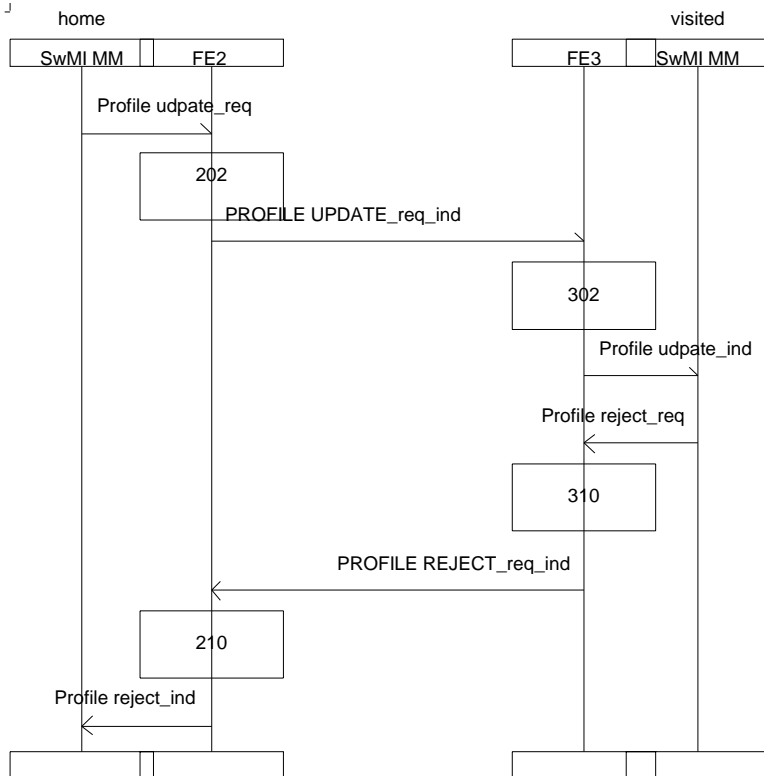 home
visited
SwMI MM
FE2
FE3
SwMI MM
Profile udpate_req
202
PROFILE UPDATE_req_ind
302
Profile udpate_ind
Profile reject_req
310
PROFILE REJECT_req_ind
210
Profile reject_ind